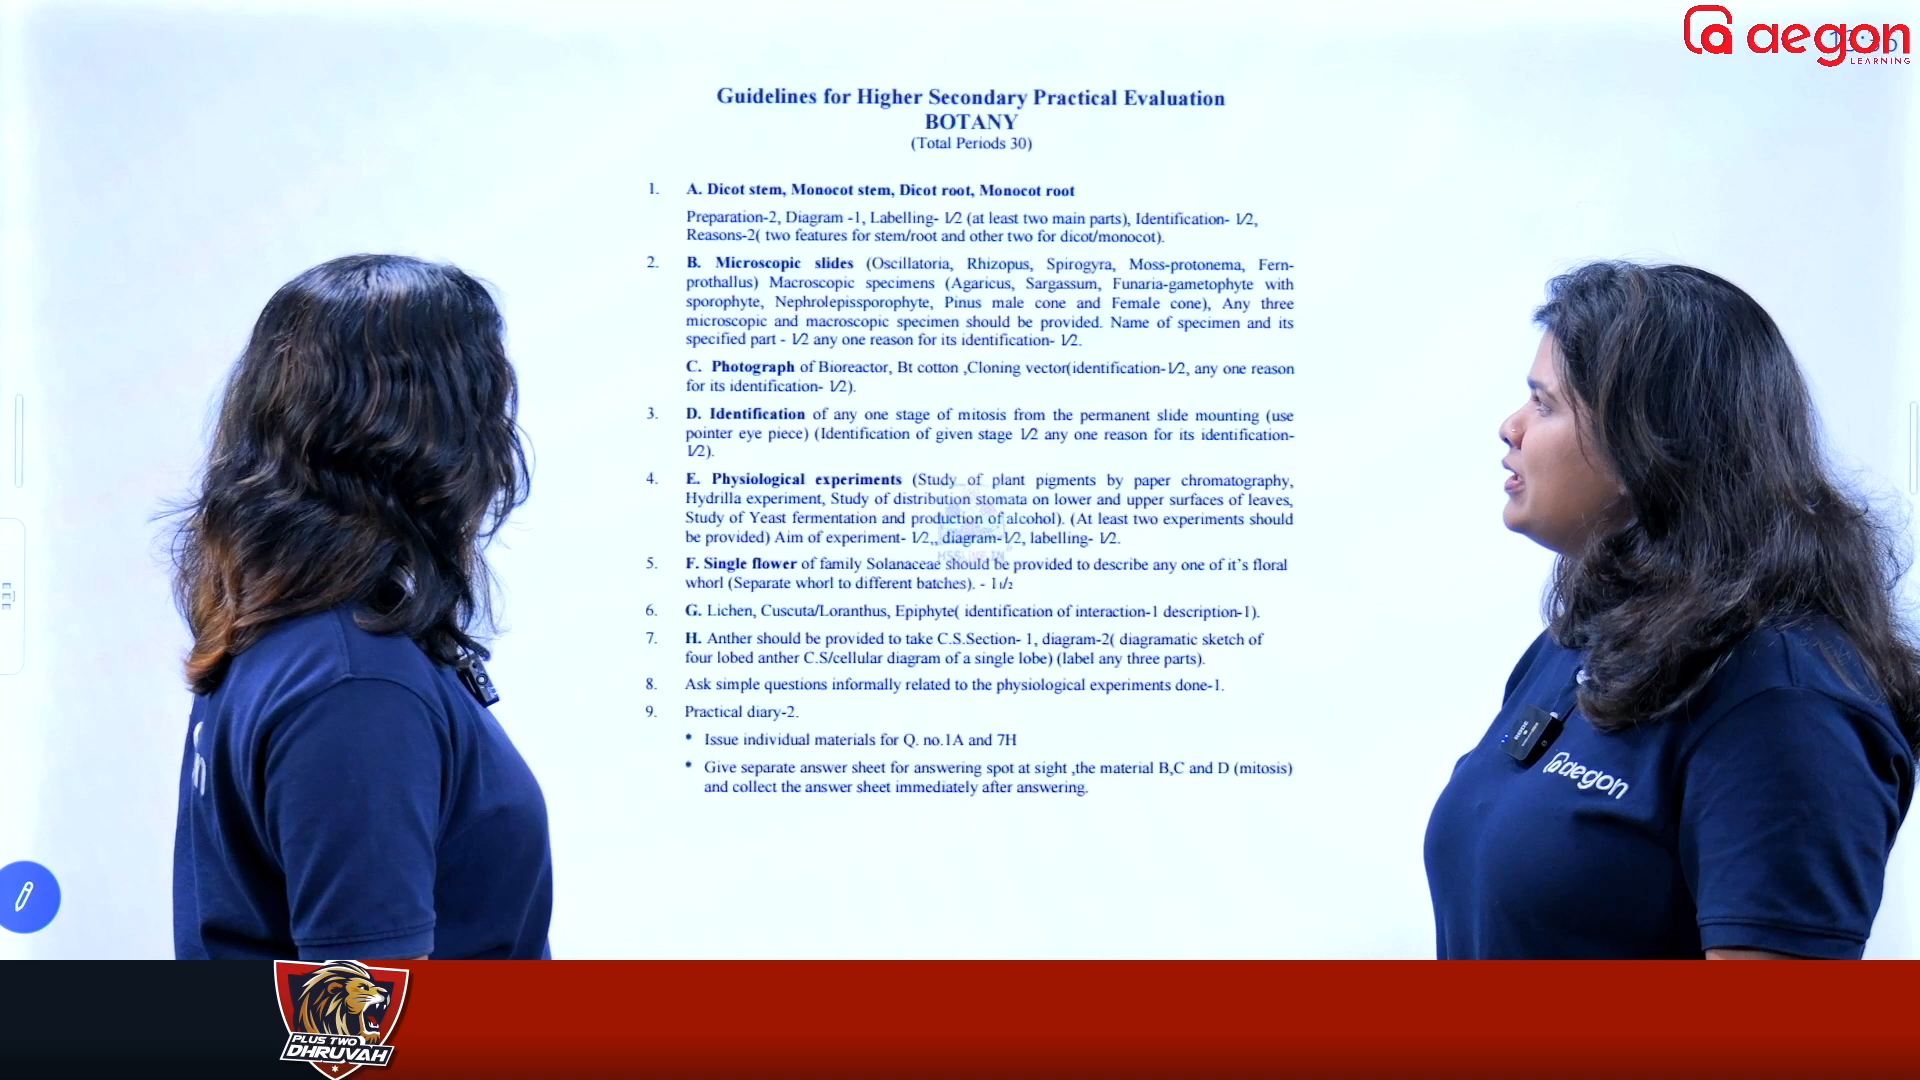 aegon
LEARNING
Guidelines for Higher Secondary Practical Evaluation
BOTANY
(Total Periods 30)
1. A. Dicot stem, Monocot stem, Dicot root, Monocot root
Preparation-2, Diagram -1, Labelling- 1/2 (at least two main parts), Identification- 1/2,
Reasons-2( two features for stem/root and other two for dicot/monocot).
2. B. Microscopic slides (Oscillatoria, Rhizopus, Spirogyra, Moss-protonema, Fern-
prothallus) Macroscopic specimens (Agaricus, Sargassum, Funaria-gametophyte with
sporophyte, Nephrolepissporophyte, Pinus male cone and Female cone), Any three
microscopic and macroscopic specimen should be provided. Name of specimen and its
specified part - 1/2 any one reason for its identification- 1/2.
C. Photograph of Bioreactor, Bt cotton ,Cloning vector(identification-1/2, any one reason
for its identification- 1/2).
3. D. Identification of any one stage of mitosis from the permanent slide mounting (use
pointer eye piece) (Identification of given stage 1/2 any one reason for its identification-
1/2).
4. E. Physiological experiments (Study of plant pigments by paper chromatography,
Hydrilla experiment, Study of distribution stomata on lower and upper surfaces of leaves,
Study of Yeast fermentation and production of alcohol). (At least two experiments should
be provided) Aim of experiment- 1/2,, diagram-1/2, labelling- 1/2.
5. F. Single flower of family Solanaceae should be provided to describe any one of it's floral
whorl (Separate whorl to different batches). - 1 1/2
6. G. Lichen, Cuscuta/Loranthus, Epiphyte( identification of interaction-1 description-1).
7. H. Anther should be provided to take C.S.Section- 1, diagram-2( diagramatic sketch of
four lobed anther C.S/cellular diagram of a single lobe) (label any three parts).
8. Ask simple questions informally related to the physiological experiments done-1.
9. Practical diary-2.
• Issue individual materials for Q. no.1A and 7H
• Give separate answer sheet for answering spot at sight ,the material B,C and D (mitosis)
and collect the answer sheet immediately after answering.
aegon
PLUS TWO
DHRUVAH